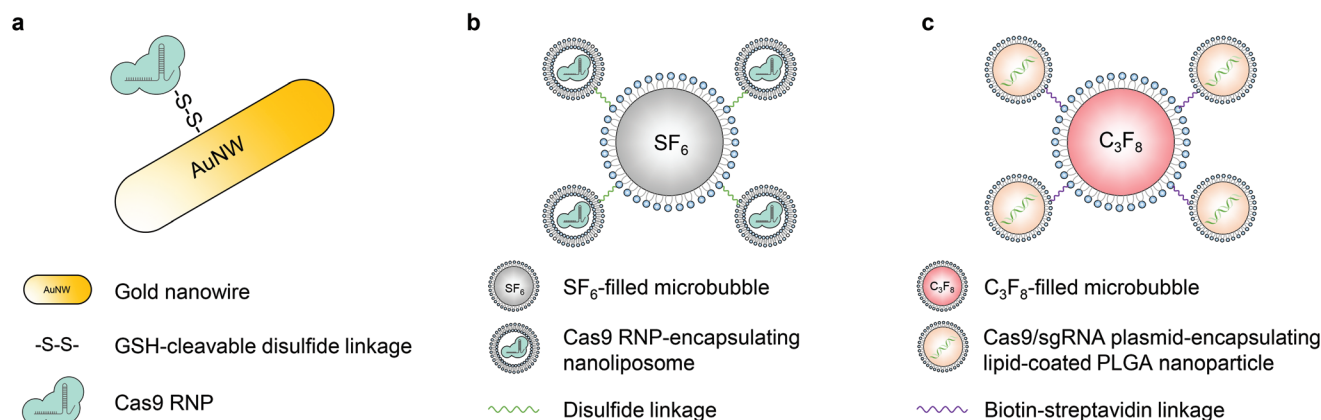 a
-S-S-
AuNW
AuNW
Gold nanowire
-S-S-
GSH-cleavable disulfide linkage
Cas9 RNP
b
SF₆
SF₆
SF₆-filled microbubble
Cas9 RNP-encapsulating
nanoliposome
Disulfide linkage
c
C₃F₈
C₃F₈
C₃F₈-filled microbubble
Cas9/sgRNA plasmid-encapsulating
lipid-coated PLGA nanoparticle
Biotin-streptavidin linkage